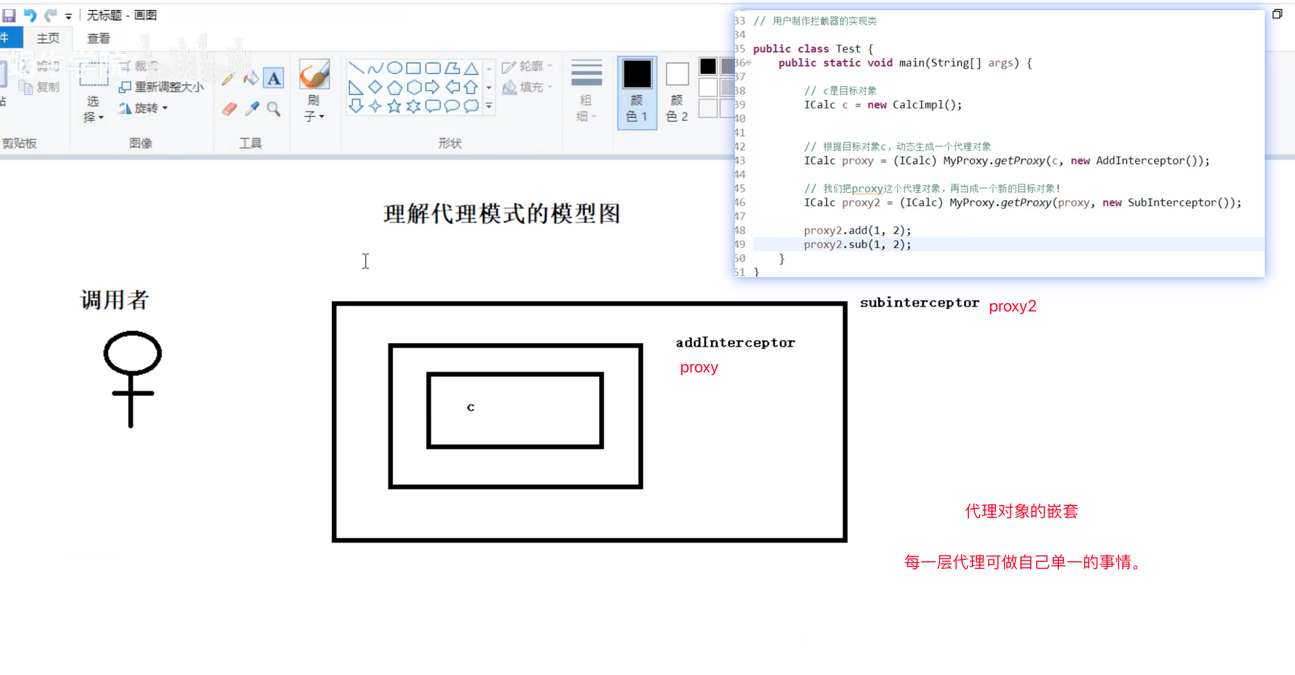 无标题 - 画图
件
主页
查看
剪切
复制
剪贴板
选
择
裁剪
重新调整大小
旋转
图像
A
工具
刷
子
形状
轮廓
填充
粗
细
颜
色 1
颜
色 2
33 // 用户制作拦截器的实现类
34
35 public class Test {
36 public static void main(String[] args) {
37
38 // c是目标对象
39 ICalc c = new CalcImpl();
40
41
42 // 根据目标对象c，动态生成一个代理对象
43 ICalc proxy = (ICalc) MyProxy.getProxy(c, new AddInterceptor());
44
45 // 我们把proxy这个代理对象，再当成一个新的目标对象！
46 ICalc proxy2 = (ICalc) MyProxy.getProxy(proxy, new SubInterceptor());
47
48 proxy2.add(1, 2);
49 proxy2.sub(1, 2);
50 }
51 }
理解代理模式的模型图
调用者
subinterceptor proxy2
addInterceptor
proxy
c
代理对象的嵌套
每一层代理可做自己单一的事情。